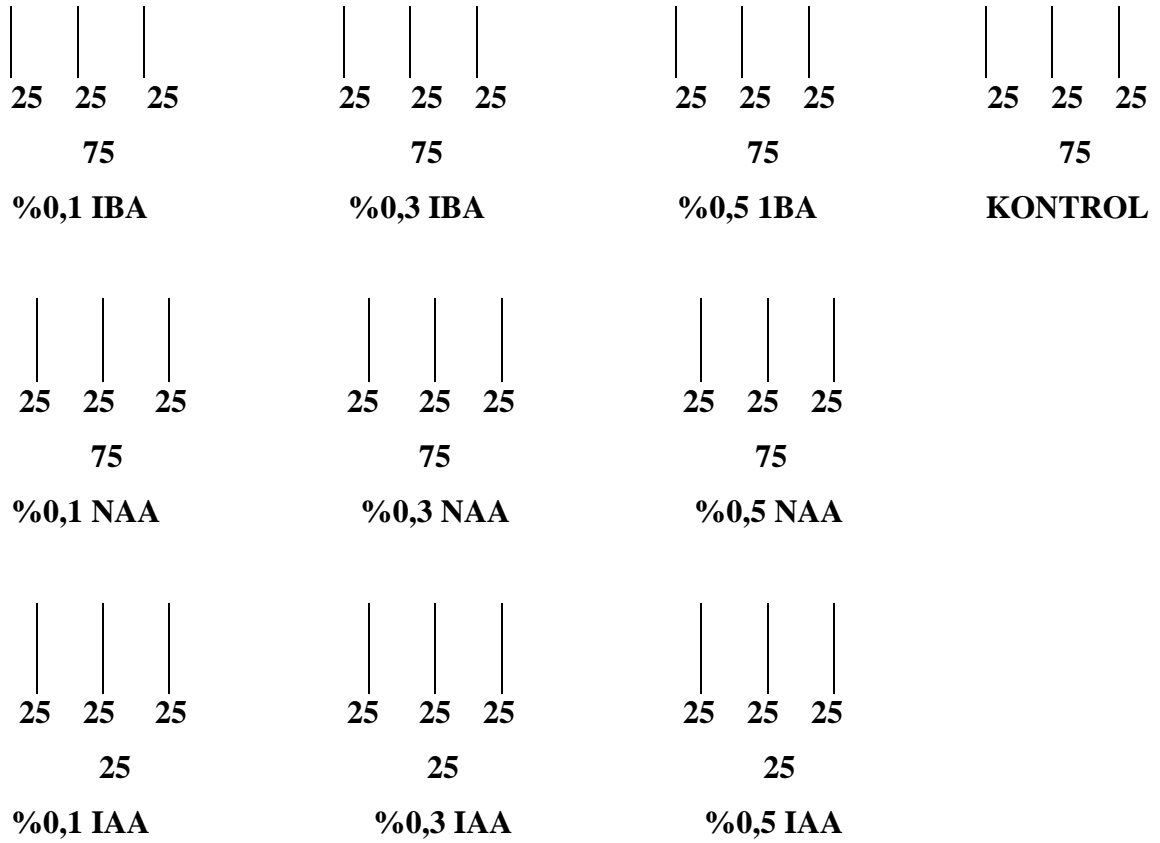 25 25 25 25 25 25 25 25 25 25 25 25
75 75 75 75
%0,1 IBA %0,3 IBA %0,5 1BA KONTROL
25 25 25 25 25 25 25 25 25
75 75 75
%0,1 NAA %0,3 NAA %0,5 NAA
25 25 25 25 25 25 25 25 25
25 25 25
%0,1 IAA %0,3 IAA %0,5 IAA